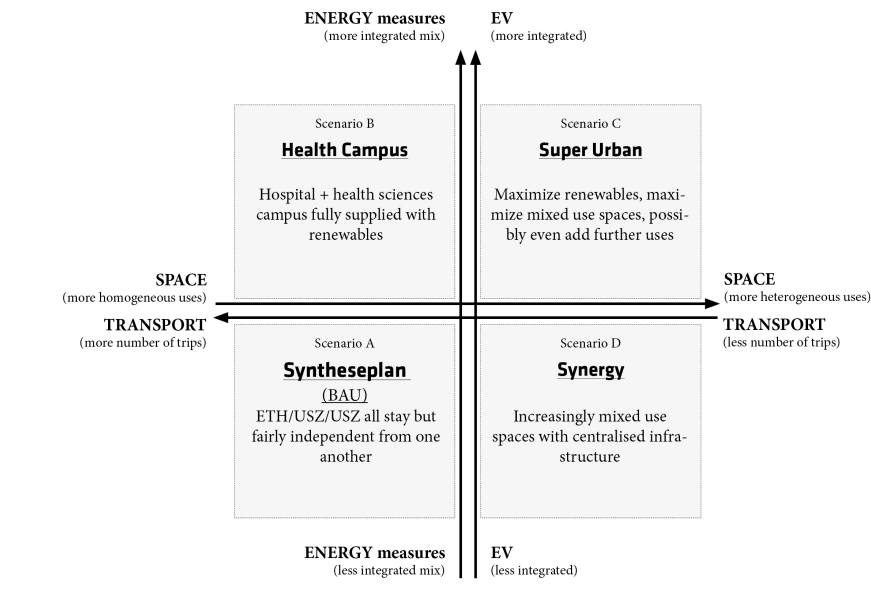 ENERGY measures
(more integrated mix)
EV
(more integrated)
Scenario B
Health Campus
Hospital + health sciences
campus fully supplied with
renewables
Scenario C
Super Urban
Maximize renewables, maxi-
mize mixed use spaces, possi-
bly even add further uses
SPACE
(more homogeneous uses)
SPACE
(more heterogeneous uses)
TRANSPORT
(more number of trips)
TRANSPORT
(less number of trips)
Scenario A
Syntheseplan
(BAU)
ETH/USZ/USZ all stay but
fairly independent from one
another
Scenario D
Synergy
Increasingly mixed use
spaces with centralised infra-
structure
ENERGY measures
(less integrated mix)
EV
(less integrated)